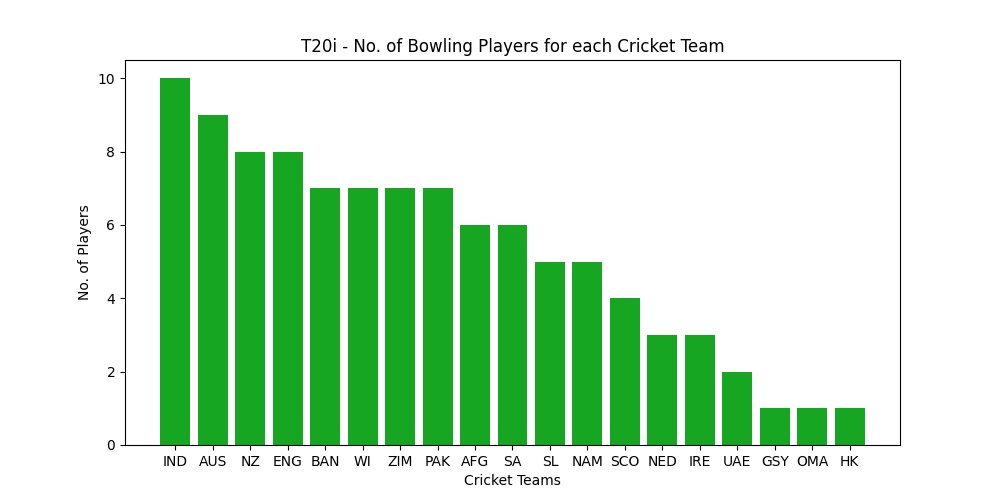 T20i - No. of Bowling Players for each Cricket Team
No. of Players
10
8
6
4
2
0
IND AUS NZ ENG BAN WI ZIM PAK AFG SA SL NAM SCO NED IRE UAE GSY OMA HK
Cricket Teams